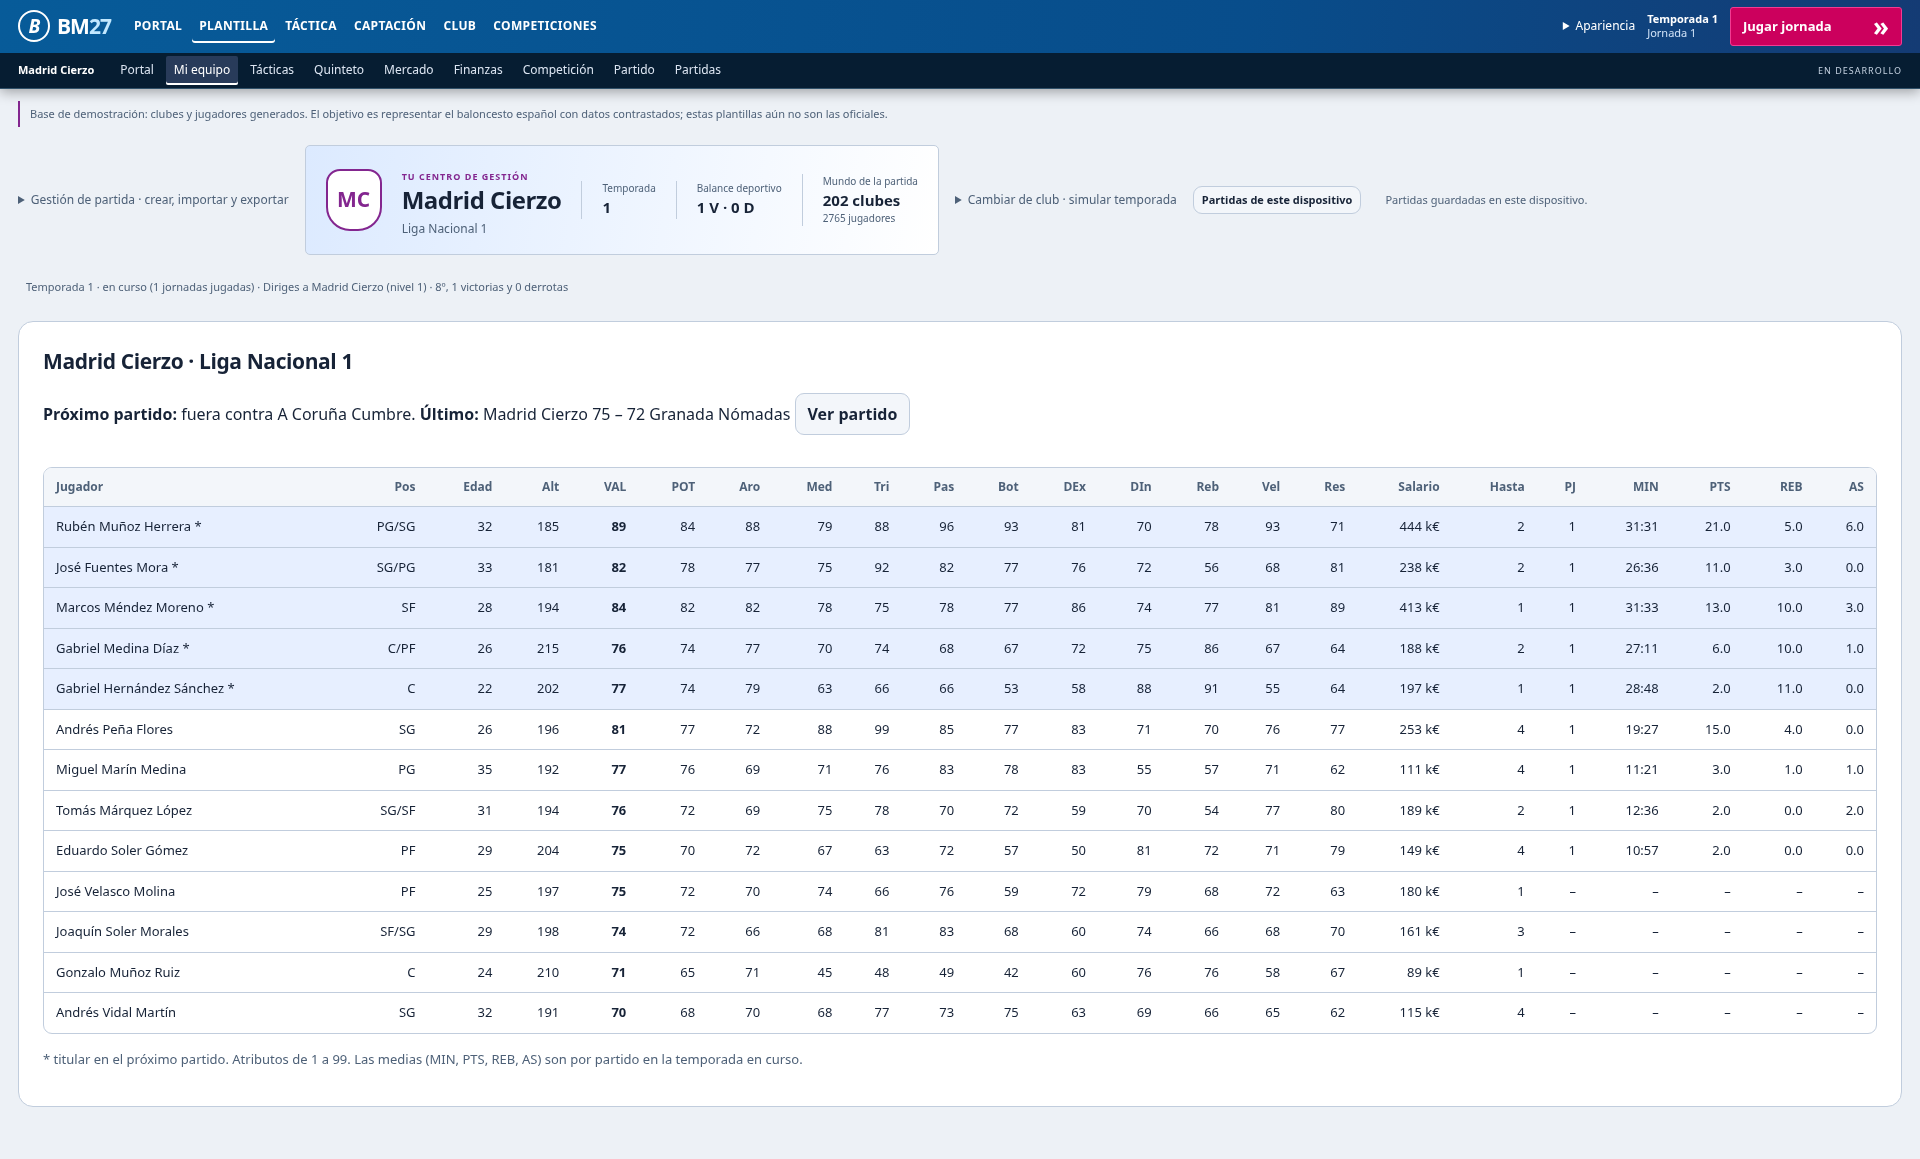 B BM27 PORTAL PLANTILLA TÁCTICA CAPTACIÓN CLUB COMPETICIONES Apariencia Temporada 1 Jornada 1 Jugar jornada »
Madrid Cierzo Portal Mi equipo Tácticas Quinteto Mercado Finanzas Competición Partido Partidas EN DESARROLLO
Base de demostración: clubes y jugadores generados. El objetivo es representar el baloncesto español con datos contrastados; estas plantillas aún no son las oficiales.
Gestión de partida · crear, importar y exportar
MC
TU CENTRO DE GESTIÓN
Madrid Cierzo
Liga Nacional 1
Temporada
1
Balance deportivo
1 V · 0 D
Mundo de la partida
202 clubes
2765 jugadores
Cambiar de club · simular temporada
Partidas de este dispositivo
Partidas guardadas en este dispositivo.
Temporada 1 · en curso (1 jornadas jugadas) · Diriges a Madrid Cierzo (nivel 1) · 8º, 1 victorias y 0 derrotas
Madrid Cierzo · Liga Nacional 1
Próximo partido: fuera contra A Coruña Cumbre. Último: Madrid Cierzo 75 – 72 Granada Nómadas Ver partido
Jugador Pos Edad Alt VAL POT Aro Med Tri Pas Bot DEx DIn Reb Vel Res Salario Hasta PJ MIN PTS REB AS
Rubén Muñoz Herrera * PG/SG 32 185 89 84 88 79 88 96 93 81 70 78 93 71 444 k€ 2 1 31:31 21.0 5.0 6.0
José Fuentes Mora * SG/PG 33 181 82 78 77 75 92 82 77 76 72 56 68 81 238 k€ 2 1 26:36 11.0 3.0 0.0
Marcos Méndez Moreno * SF 28 194 84 82 82 78 75 78 77 86 74 77 81 89 413 k€ 1 1 31:33 13.0 10.0 3.0
Gabriel Medina Díaz * C/PF 26 215 76 74 77 70 74 68 67 72 75 86 67 64 188 k€ 2 1 27:11 6.0 10.0 1.0
Gabriel Hernández Sánchez * C 22 202 77 74 79 63 66 66 53 58 88 91 55 64 197 k€ 1 1 28:48 2.0 11.0 0.0
Andrés Peña Flores SG 26 196 81 77 72 88 99 85 77 83 71 70 76 77 253 k€ 4 1 19:27 15.0 4.0 0.0
Miguel Marín Medina PG 35 192 77 76 69 71 76 83 78 83 55 57 71 62 111 k€ 4 1 11:21 3.0 1.0 1.0
Tomás Márquez López SG/SF 31 194 76 72 69 75 78 70 72 59 70 54 77 80 189 k€ 2 1 12:36 2.0 0.0 2.0
Eduardo Soler Gómez PF 29 204 75 70 72 67 63 72 57 50 81 72 71 79 149 k€ 4 1 10:57 2.0 0.0 0.0
José Velasco Molina PF 25 197 75 72 70 74 66 76 59 72 79 68 72 63 180 k€ 1 – – – – –
Joaquín Soler Morales SF/SG 29 198 74 72 66 68 81 83 68 60 74 66 68 70 161 k€ 3 – – – – –
Gonzalo Muñoz Ruiz C 24 210 71 65 71 45 48 49 42 60 76 76 58 67 89 k€ 1 – – – – –
Andrés Vidal Martín SG 32 191 70 68 70 68 77 73 75 63 69 66 65 62 115 k€ 4 – – – – –
* titular en el próximo partido. Atributos de 1 a 99. Las medias (MIN, PTS, REB, AS) son por partido en la temporada en curso.